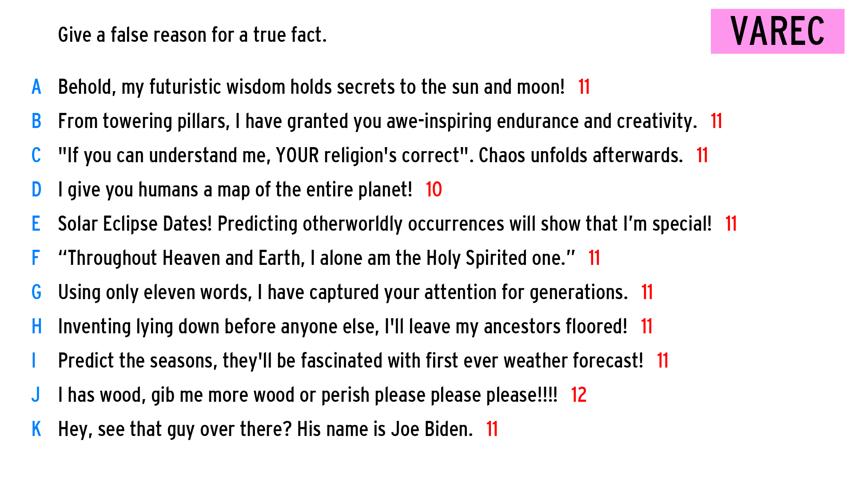 Give a false reason for a true fact.
VAREC
A Behold, my futuristic wisdom holds secrets to the sun and moon! 11
B From towering pillars, I have granted you awe-inspiring endurance and creativity. 11
C "If you can understand me, YOUR religion's correct". Chaos unfolds afterwards. 11
D I give you humans a map of the entire planet! 10
E Solar Eclipse Dates! Predicting otherworldly occurrences will show that I'm special! 11
F “Throughout Heaven and Earth, I alone am the Holy Spirited one.” 11
G Using only eleven words, I have captured your attention for generations. 11
H Inventing lying down before anyone else, I'll leave my ancestors floored! 11
I Predict the seasons, they'll be fascinated with first ever weather forecast! 11
J I has wood, gib me more wood or perish please please please!!!! 12
K Hey, see that guy over there? His name is Joe Biden. 11